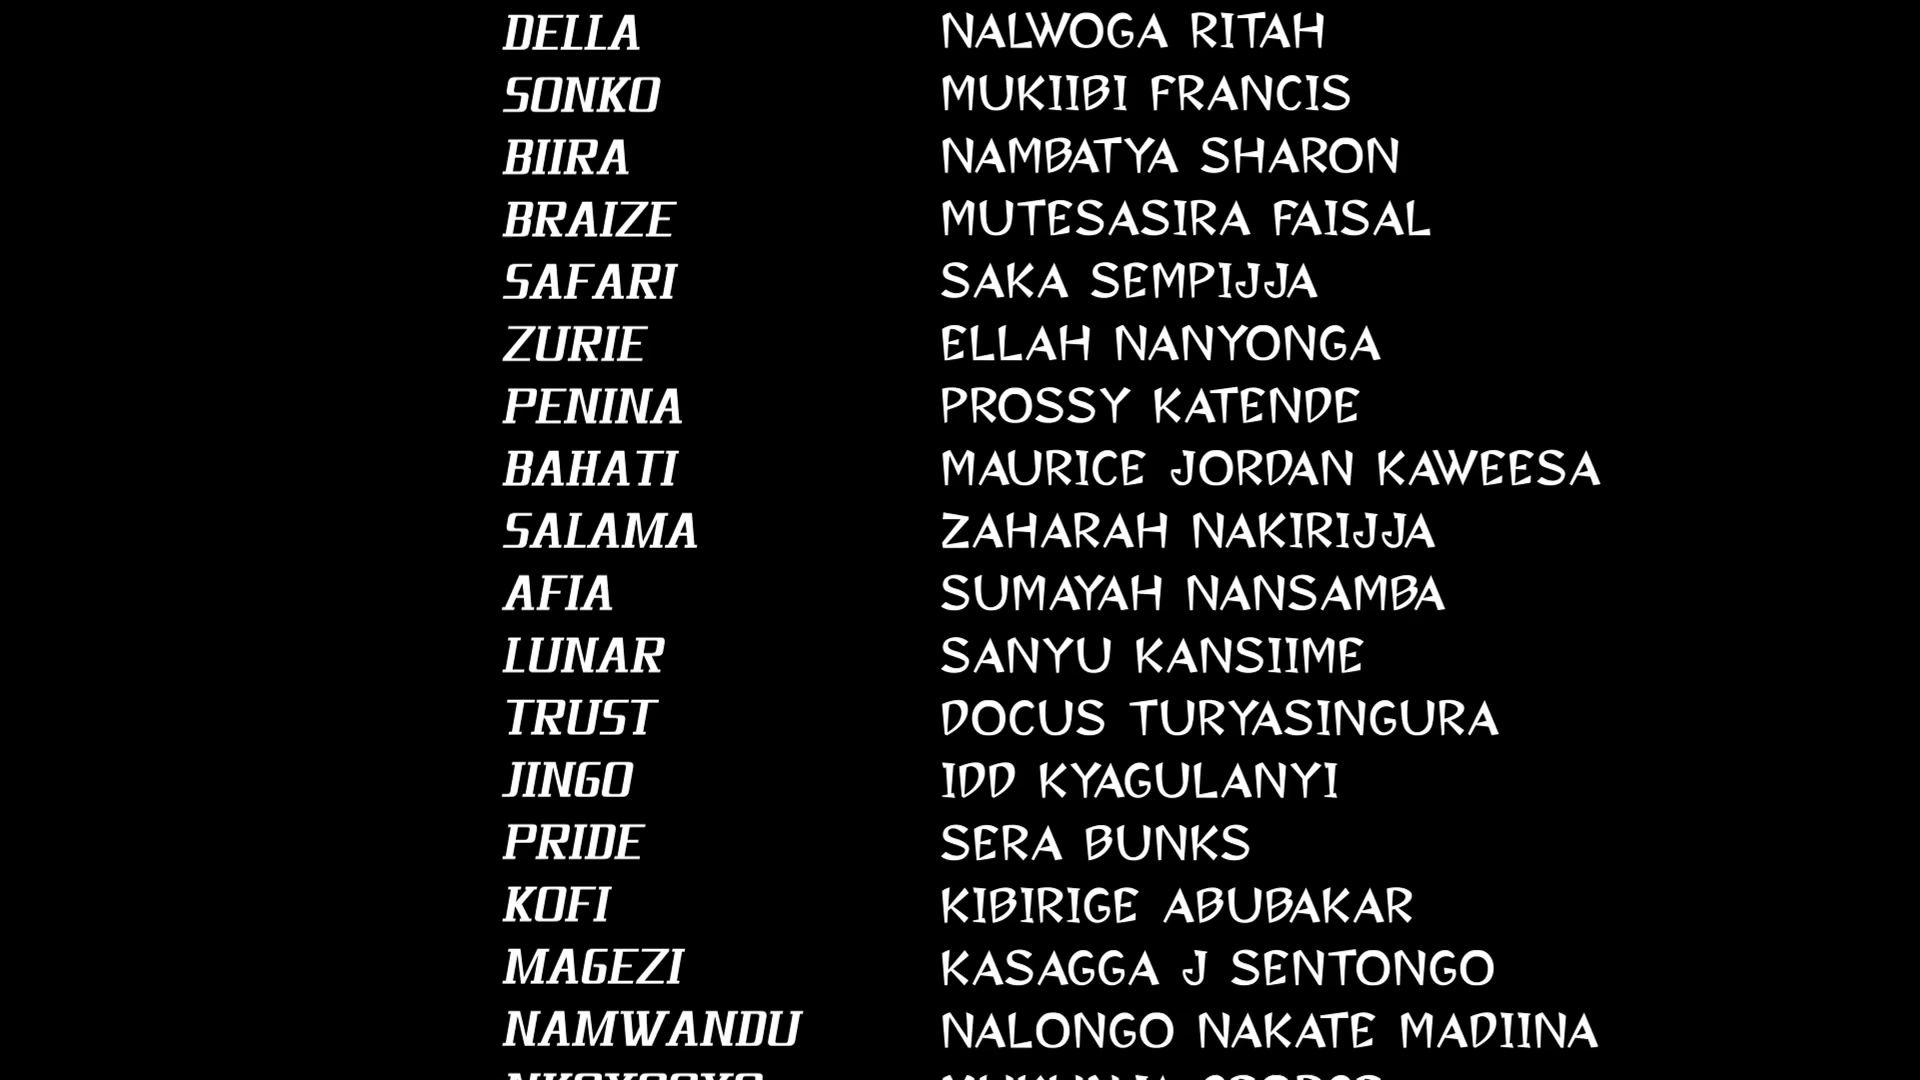 DELLA NALWOGA RITAH
SONKO MUKIIBI FRANCIS
BIIRA NAMBATYA SHARON
BRAIZE MUTESASIRA FAISAL
SAFARI SAKA SEMPIJJA
ZURIE ELLAH NANYONGA
PENINA PROSSY KATENDE
BAHATI MAURICE JORDAN KAWEESA
SALAMA ZAHARAH NAKIRIJJA
AFIA SUMAYAH NANSAMBA
LUNAR SANYU KANSIIME
TRUST DOCUS TURYASINGURA
JINGO IDD KYAGULANYI
PRIDE SERA BUNKS
KOFI KIBIRIGE ABUBAKAR
MAGEZI KASAGGA J SENTONGO
NAMWANDU NALONGO NAKATE MADIINA